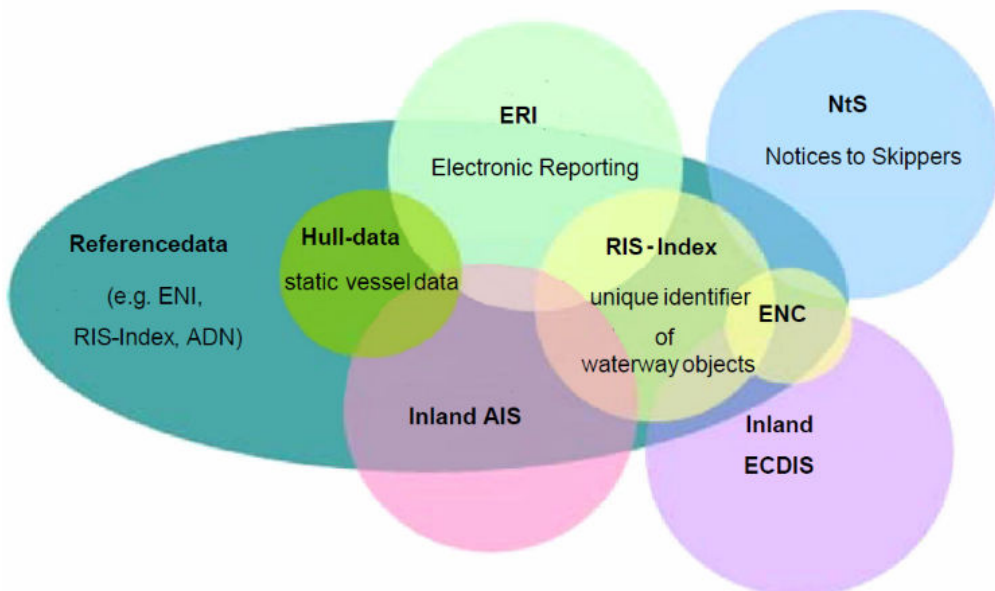 ERI
Electronic Reporting
NtS
Notices to Skippers
Referencedata
(e.g. ENI,
RIS-Index, ADN)
Hull-data
static vessel data
RIS-Index
unique identifier
of
waterway objects
ENC
Inland AIS
Inland
ECDIS